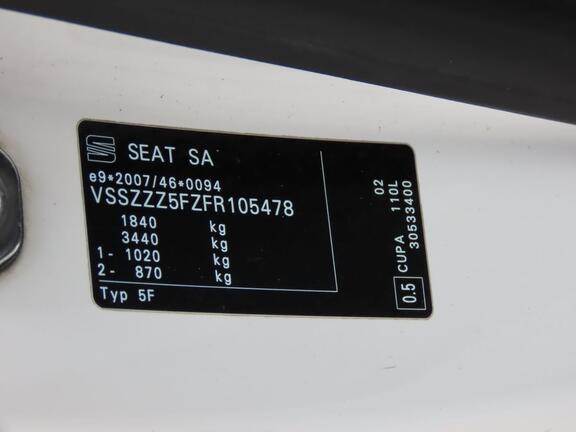 SEAT SA
e9*2007/46*0094
VSSZZZ5FZFR105478
1840 kg
3440 kg
1- 1020 kg
2- 870 kg
Typ 5F
02
CUPA 110L
30533400
0.5